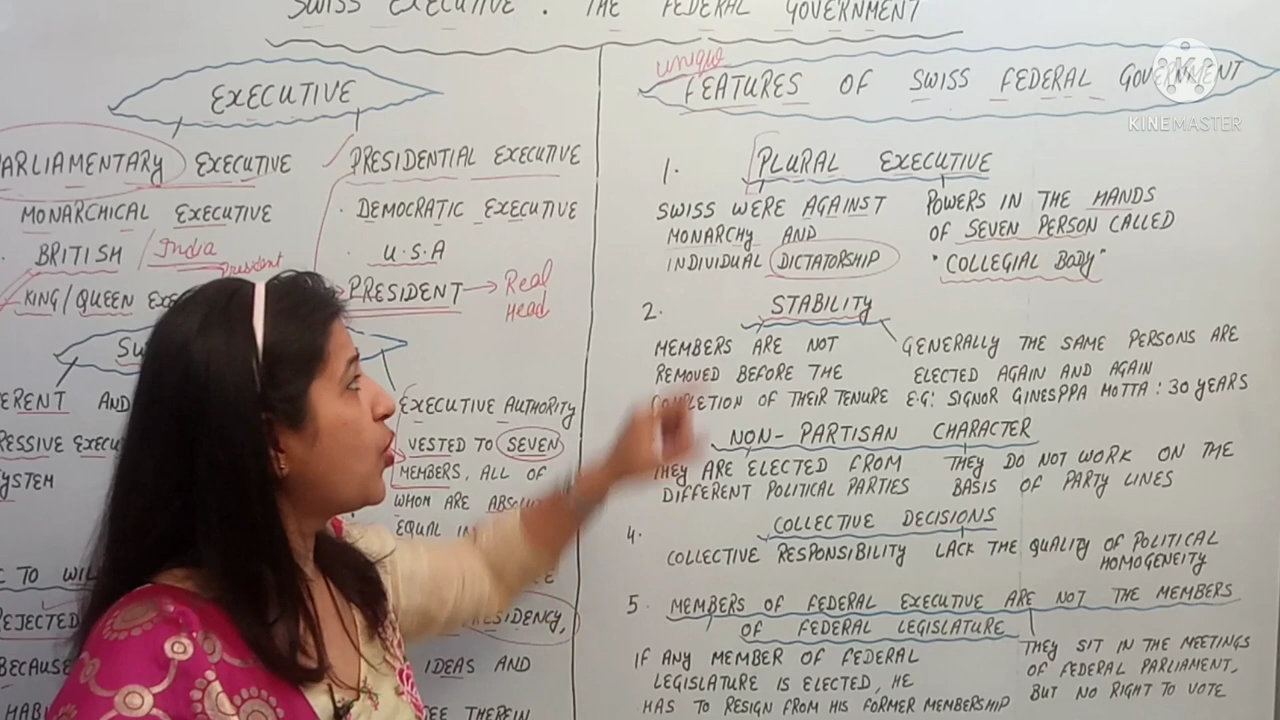 SWISS EXECUTIVE : THE FEDERAL GOVERNMENT
EXECUTIVE
PARLIAMENTARY EXECUTIVE
MONARCHICAL EXECUTIVE
BRITISH / India
President
KING/QUEEN
PRESIDENTIAL EXECUTIVE
· DEMOCRATIC EXECUTIVE
U.S.A
PRESIDENT → Real
Head
ERENT AND
RESSIVE EXECU
SYSTEM
EXECUTIVE AUTHORITY
VESTED TO SEVEN
MEMBERS, ALL OF
WHOM ARE
EQUAL IN
C TO
REJECTED
BECAUSE
HAB
IDEAS AND
THEREIN
unique
FEATURES OF SWISS FEDERAL GOVERNMENT
KINEMASTER
1. PLURAL EXECUTIVE
SWISS WERE AGAINST
MONARCHY AND
INDIVIDUAL DICTATORSHIP
POWERS IN THE HANDS
OF SEVEN PERSON CALLED
"COLLEGIAL BODY"
2. STABILITY
MEMBERS ARE NOT
REMOVED BEFORE THE
COMPLETION OF THEIR TENURE
GENERALLY THE SAME PERSONS ARE
ELECTED AGAIN AND AGAIN
E.G: SIGNOR GINESPPA MOTTA : 30 YEARS
NON-PARTISAN CHARACTER
THEY ARE ELECTED FROM
DIFFERENT POLITICAL PARTIES
THEY DO NOT WORK ON THE
BASIS OF PARTY LINES
4. COLLECTIVE DECISIONS
COLLECTIVE RESPONSIBILITY
LACK THE QUALITY OF POLITICAL
HOMOGENEITY
5. MEMBERS OF FEDERAL EXECUTIVE ARE NOT THE MEMBERS
OF FEDERAL LEGISLATURE
IF ANY MEMBER OF FEDERAL
LEGISLATURE IS ELECTED, HE
HAS TO RESIGN FROM HIS FORMER MEMBERSHIP
THEY SIT IN THE MEETINGS
OF FEDERAL PARLIAMENT,
BUT NO RIGHT TO VOTE